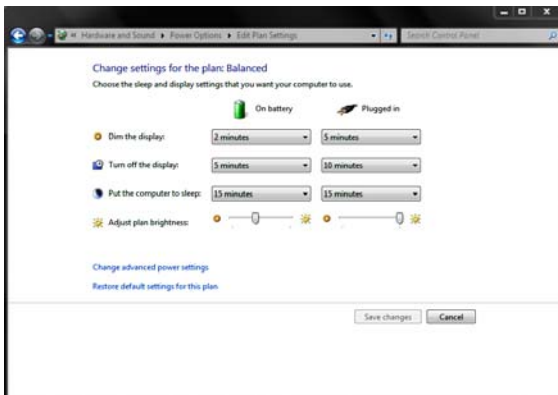 « Hardware and Sound ▸ Power Options ▸ Edit Plan Settings
Search Control Panel
Change settings for the plan: Balanced
Choose the sleep and display settings that you want your computer to use.
On battery Plugged in
Dim the display: 2 minutes 5 minutes
Turn off the display: 5 minutes 10 minutes
Put the computer to sleep: 15 minutes 15 minutes
Adjust plan brightness:
Change advanced power settings
Restore default settings for this plan
Save changes Cancel